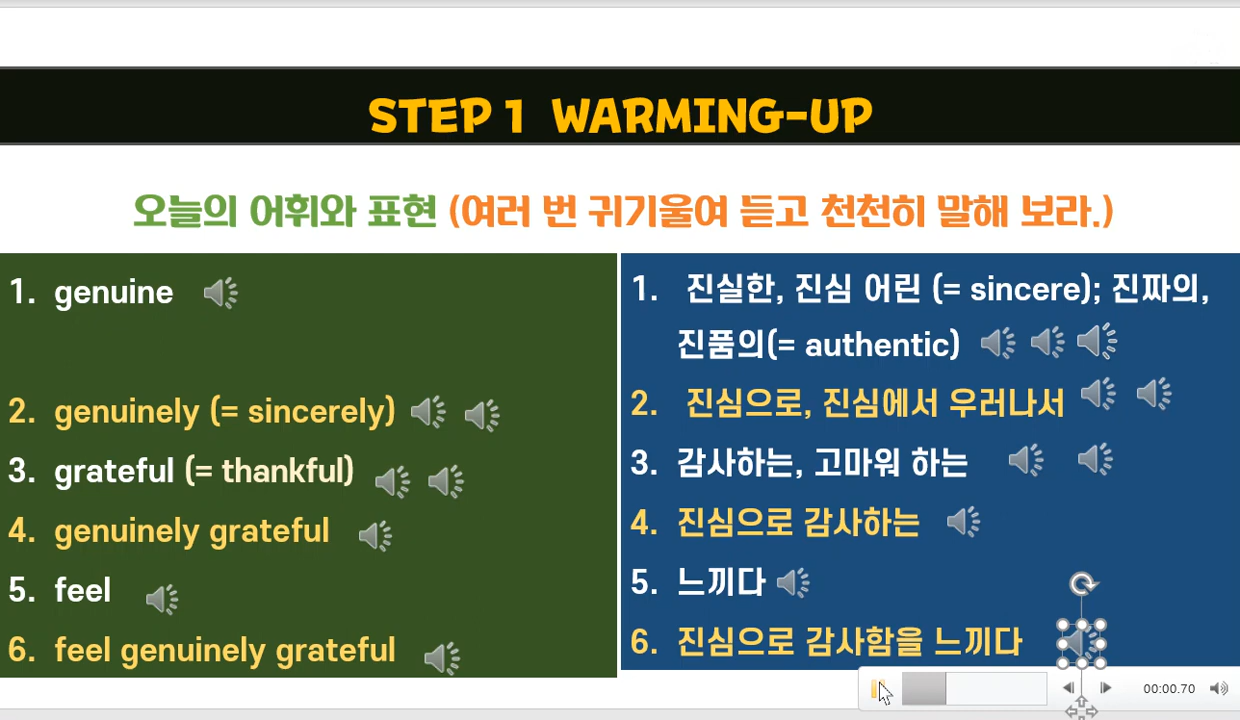 STEP 1 WARMING-UP
오늘의 어휘와 표현 (여러 번 귀기울여 듣고 천천히 말해 보라.)
1. genuine
2. genuinely (= sincerely)
3. grateful (= thankful)
4. genuinely grateful
5. feel
6. feel genuinely grateful
1. 진실한, 진심 어린 (= sincere); 진짜의,
진품의(= authentic)
2. 진심으로, 진심에서 우러나서
3. 감사하는, 고마워 하는
4. 진심으로 감사하는
5. 느끼다
6. 진심으로 감사함을 느끼다
00:00.70